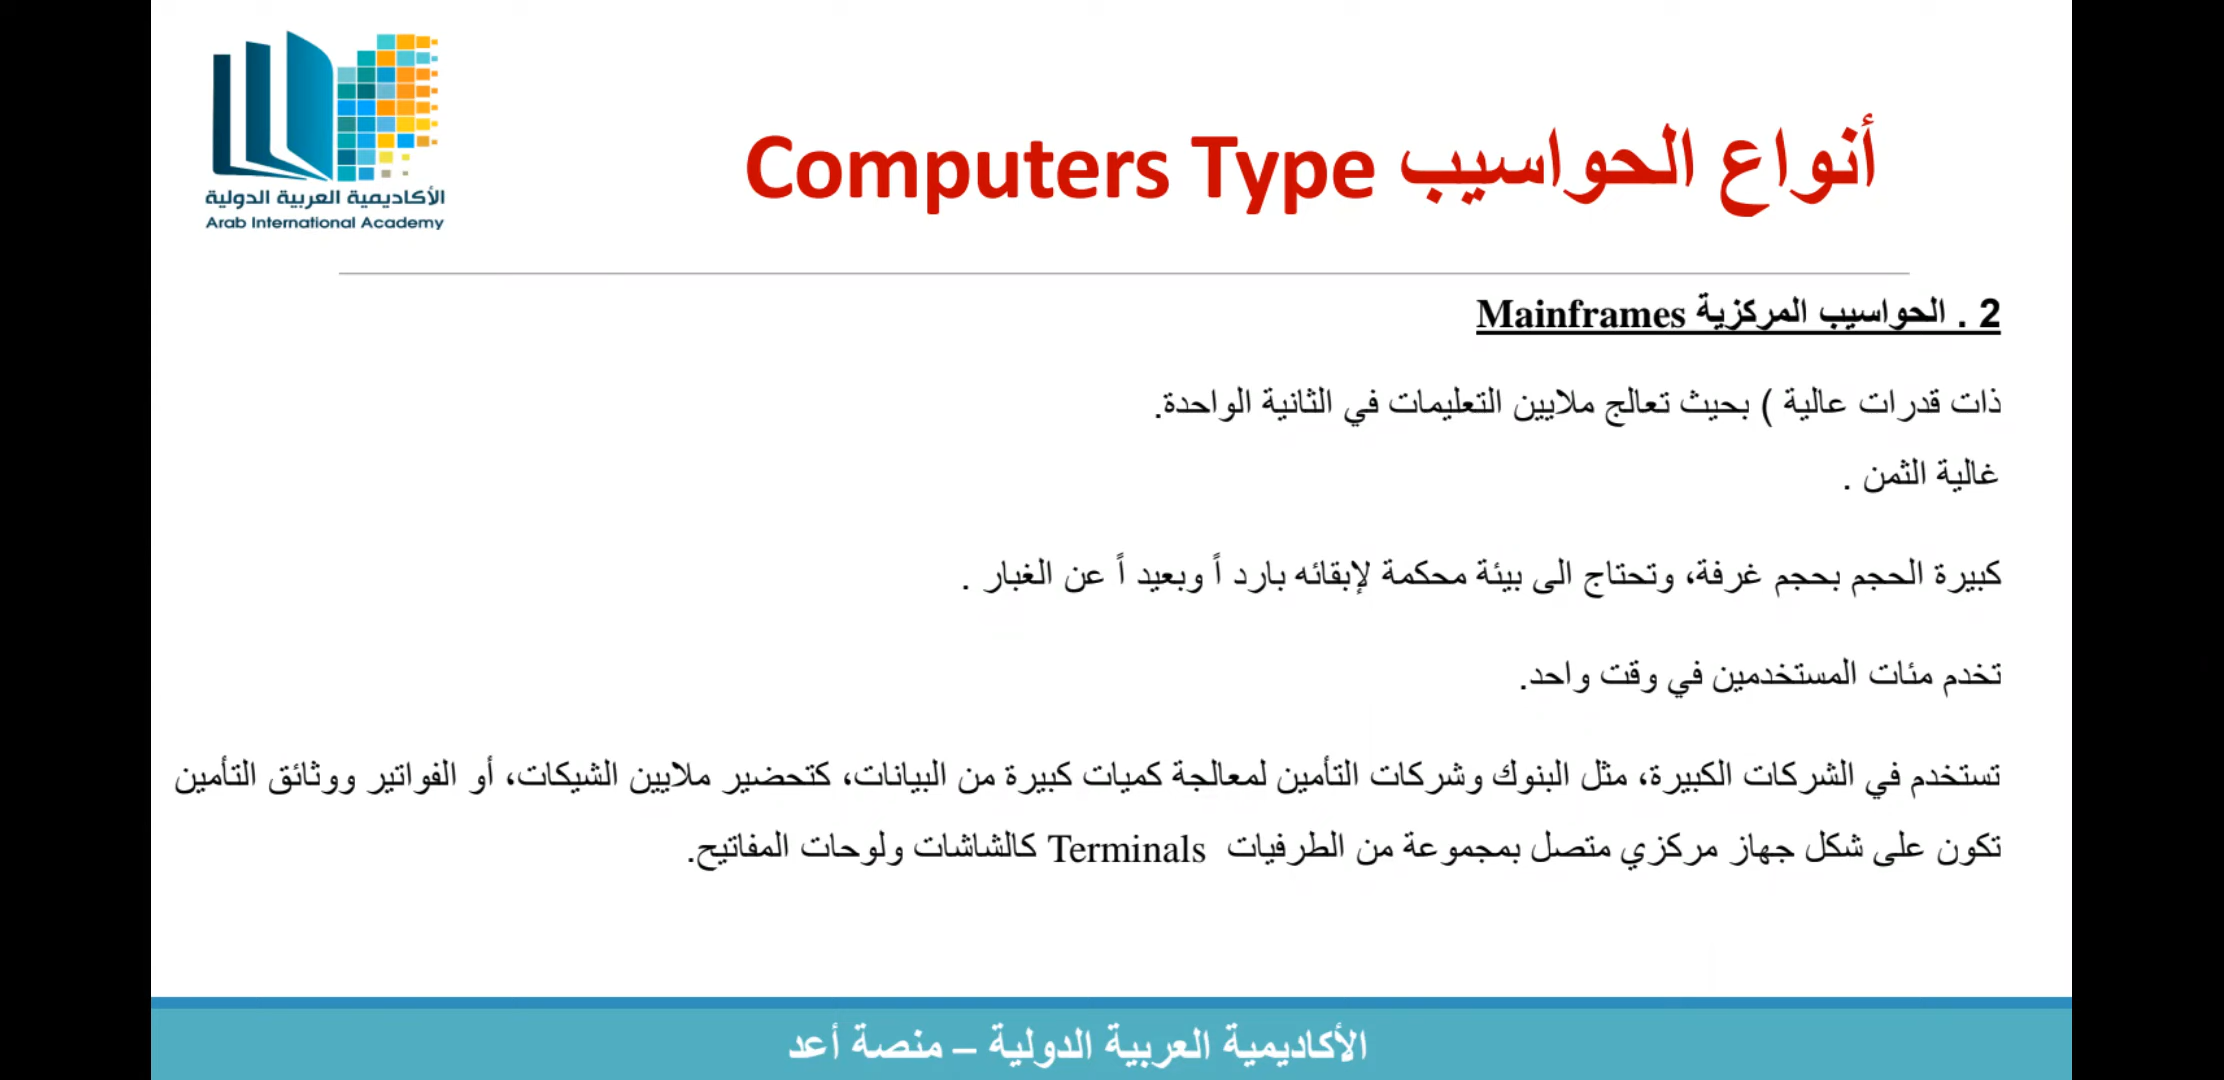 الأكاديمية العربية الدولية
Arab International Academy
أنواع الحواسيب Computers Type
2 . الحواسيب المركزية Mainframes
ذات قدرات عالية ) بحيث تعالج ملايين التعليمات في الثانية الواحدة.
غالية الثمن .
كبيرة الحجم بحجم غرفة، وتحتاج الى بيئة محكمة لإبقائه بارد اً وبعيد اً عن الغبار .
تخدم مئات المستخدمين في وقت واحد.
تستخدم في الشركات الكبيرة، مثل البنوك وشركات التأمين لمعالجة كميات كبيرة من البيانات، كتحضير ملايين الشيكات، أو الفواتير ووثائق التأمين
تكون على شكل جهاز مركزي متصل بمجموعة من الطرفيات Terminals كالشاشات ولوحات المفاتيح.
الأكاديمية العربية الدولية – منصة أعد